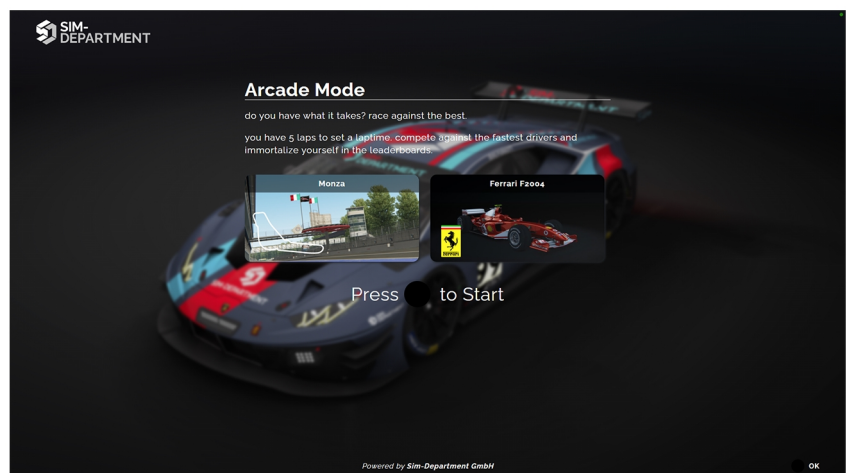 SIM-
DEPARTMENT
Arcade Mode
do you have what it takes? race against the best.
you have 5 laps to set a laptime. compete against the fastest drivers and
immortalize yourself in the leaderboards.
Monza
Ferrari F2004
Press to Start
Powered by Sim-Department GmbH
OK